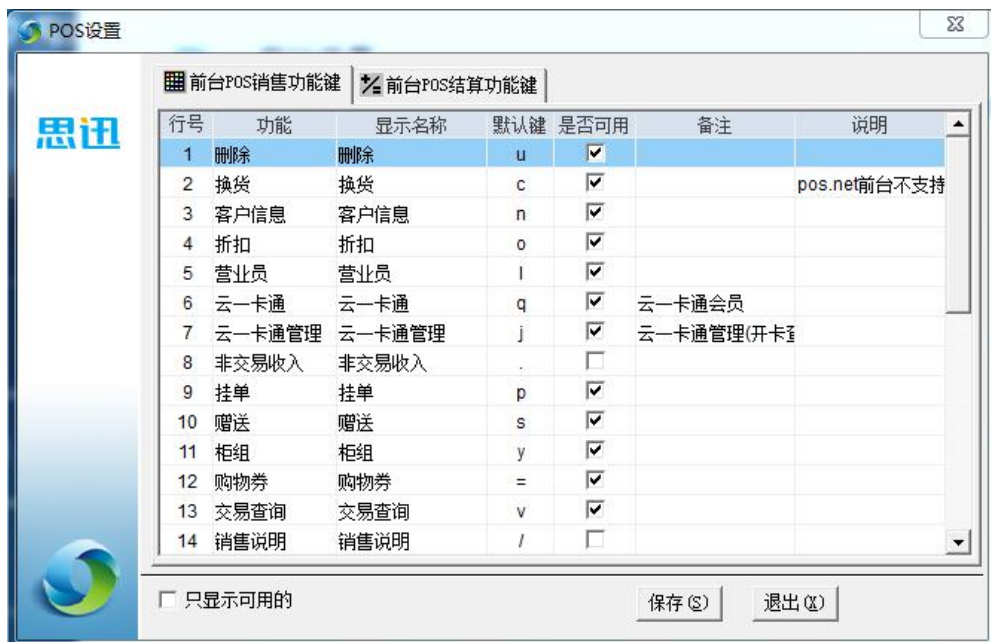 POS设置
思迅
前台POS销售功能键 前台POS结算功能键
行号 功能 显示名称 默认键 是否可用 备注 说明
1 删除 删除 u
2 换货 换货 c pos.net前台不支持
3 客户信息 客户信息 n
4 折扣 折扣 o
5 营业员 营业员 l
6 云一卡通 云一卡通 q 云一卡通会员
7 云一卡通管理 云一卡通管理 j 云一卡通管理(开卡
8 非交易收入 非交易收入 .
9 挂单 挂单 p
10 赠送 赠送 s
11 柜组 柜组 y
12 购物券 购物券 =
13 交易查询 交易查询 v
14 销售说明 销售说明 /
只显示可用的 保存(S) 退出(X)